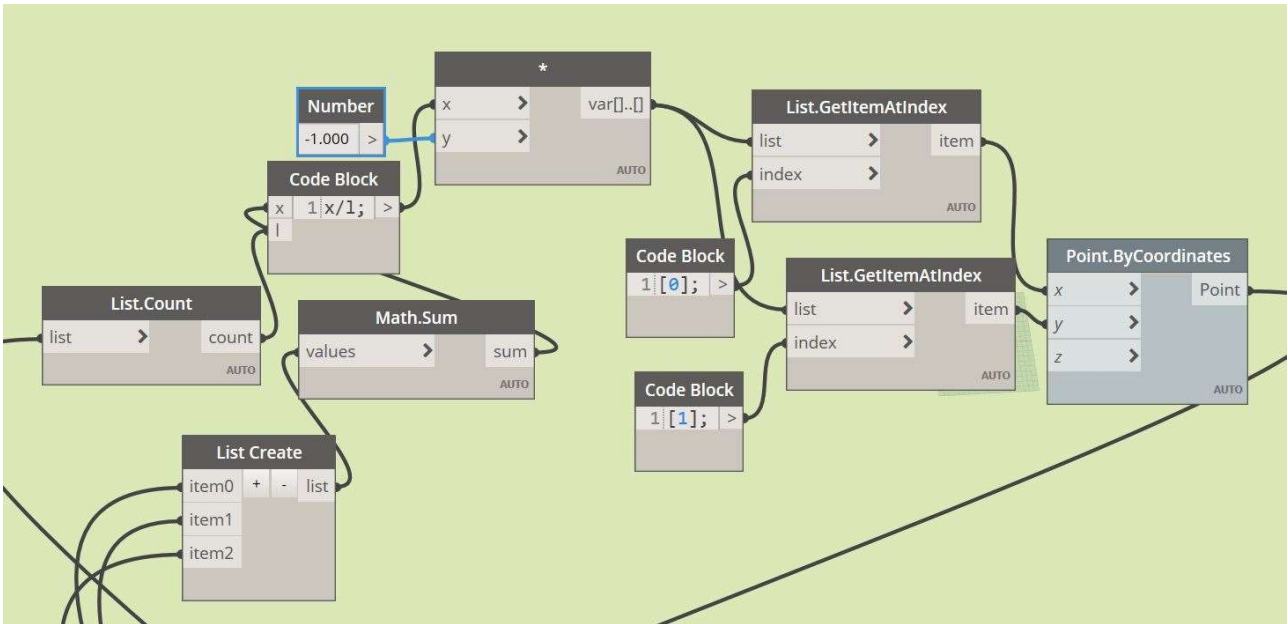 *
x
var[]..[]
y
AUTO
Number
-1.000 >
Code Block
x 1 x/l; >
l
List.Count
list
count
AUTO
Math.Sum
values
sum
AUTO
List Create
item0 + - list
item1
item2
List.GetItemAtIndex
list
item
index
AUTO
Code Block
1 [0]; >
List.GetItemAtIndex
list
item
index
AUTO
Code Block
1 [1]; >
Point.ByCoordinates
x
Point
y
z
AUTO